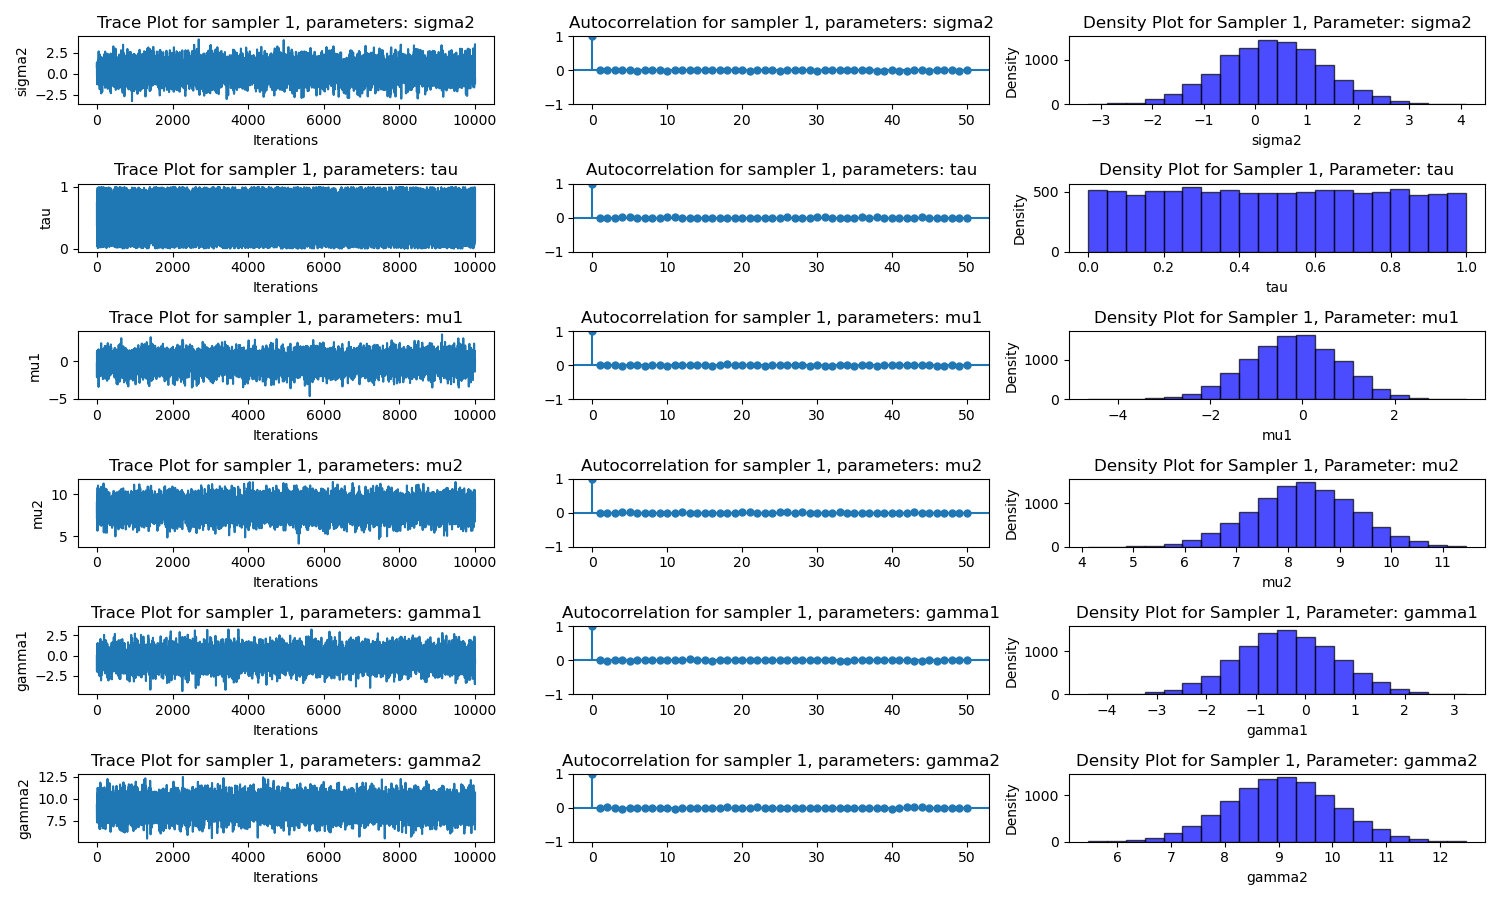 Trace Plot for sampler 1, parameters: sigma2
sigma2
2.5
0.0
−2.5
0 2000 4000 6000 8000 10000
Iterations
Autocorrelation for sampler 1, parameters: sigma2
1
0
−1
0 10 20 30 40 50
Density Plot for Sampler 1, Parameter: sigma2
Density
1000
0
−3 −2 −1 0 1 2 3 4
sigma2
Trace Plot for sampler 1, parameters: tau
tau
1
0
0 2000 4000 6000 8000 10000
Iterations
Autocorrelation for sampler 1, parameters: tau
1
0
−1
0 10 20 30 40 50
Density Plot for Sampler 1, Parameter: tau
Density
500
0
0.0 0.2 0.4 0.6 0.8 1.0
tau
Trace Plot for sampler 1, parameters: mu1
mu1
0
−5
0 2000 4000 6000 8000 10000
Iterations
Autocorrelation for sampler 1, parameters: mu1
1
0
−1
0 10 20 30 40 50
Density Plot for Sampler 1, Parameter: mu1
Density
1000
0
−4 −2 0 2
mu1
Trace Plot for sampler 1, parameters: mu2
mu2
10
5
0 2000 4000 6000 8000 10000
Iterations
Autocorrelation for sampler 1, parameters: mu2
1
0
−1
0 10 20 30 40 50
Density Plot for Sampler 1, Parameter: mu2
Density
1000
0
4 5 6 7 8 9 10 11
mu2
Trace Plot for sampler 1, parameters: gamma1
gamma1
2.5
0.0
−2.5
0 2000 4000 6000 8000 10000
Iterations
Autocorrelation for sampler 1, parameters: gamma1
1
0
−1
0 10 20 30 40 50
Density Plot for Sampler 1, Parameter: gamma1
Density
1000
0
−4 −3 −2 −1 0 1 2 3
gamma1
Trace Plot for sampler 1, parameters: gamma2
gamma2
12.5
10.0
7.5
0 2000 4000 6000 8000 10000
Iterations
Autocorrelation for sampler 1, parameters: gamma2
1
0
−1
0 10 20 30 40 50
Density Plot for Sampler 1, Parameter: gamma2
Density
1000
0
6 7 8 9 10 11 12
gamma2